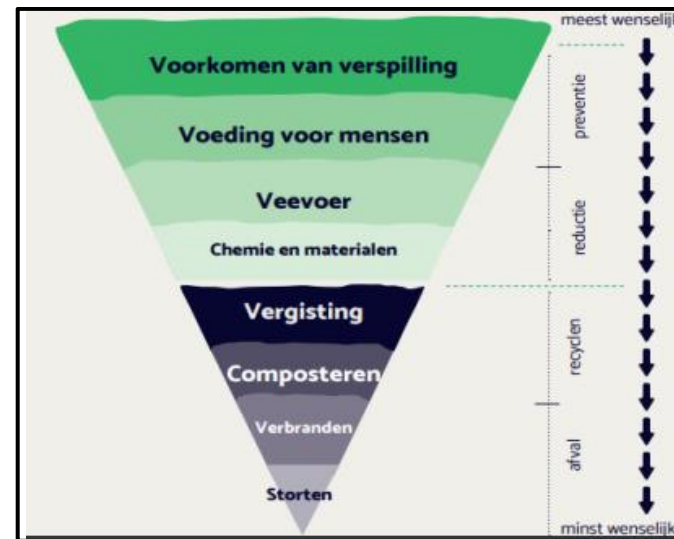 meest wenselijk
Voorkomen van verspilling
Voeding voor mensen
preventie
Veevoer
Chemie en materialen
reductie
Vergisting
Composteren
recyclen
Verbranden
Storten
afval
minst wenselijk